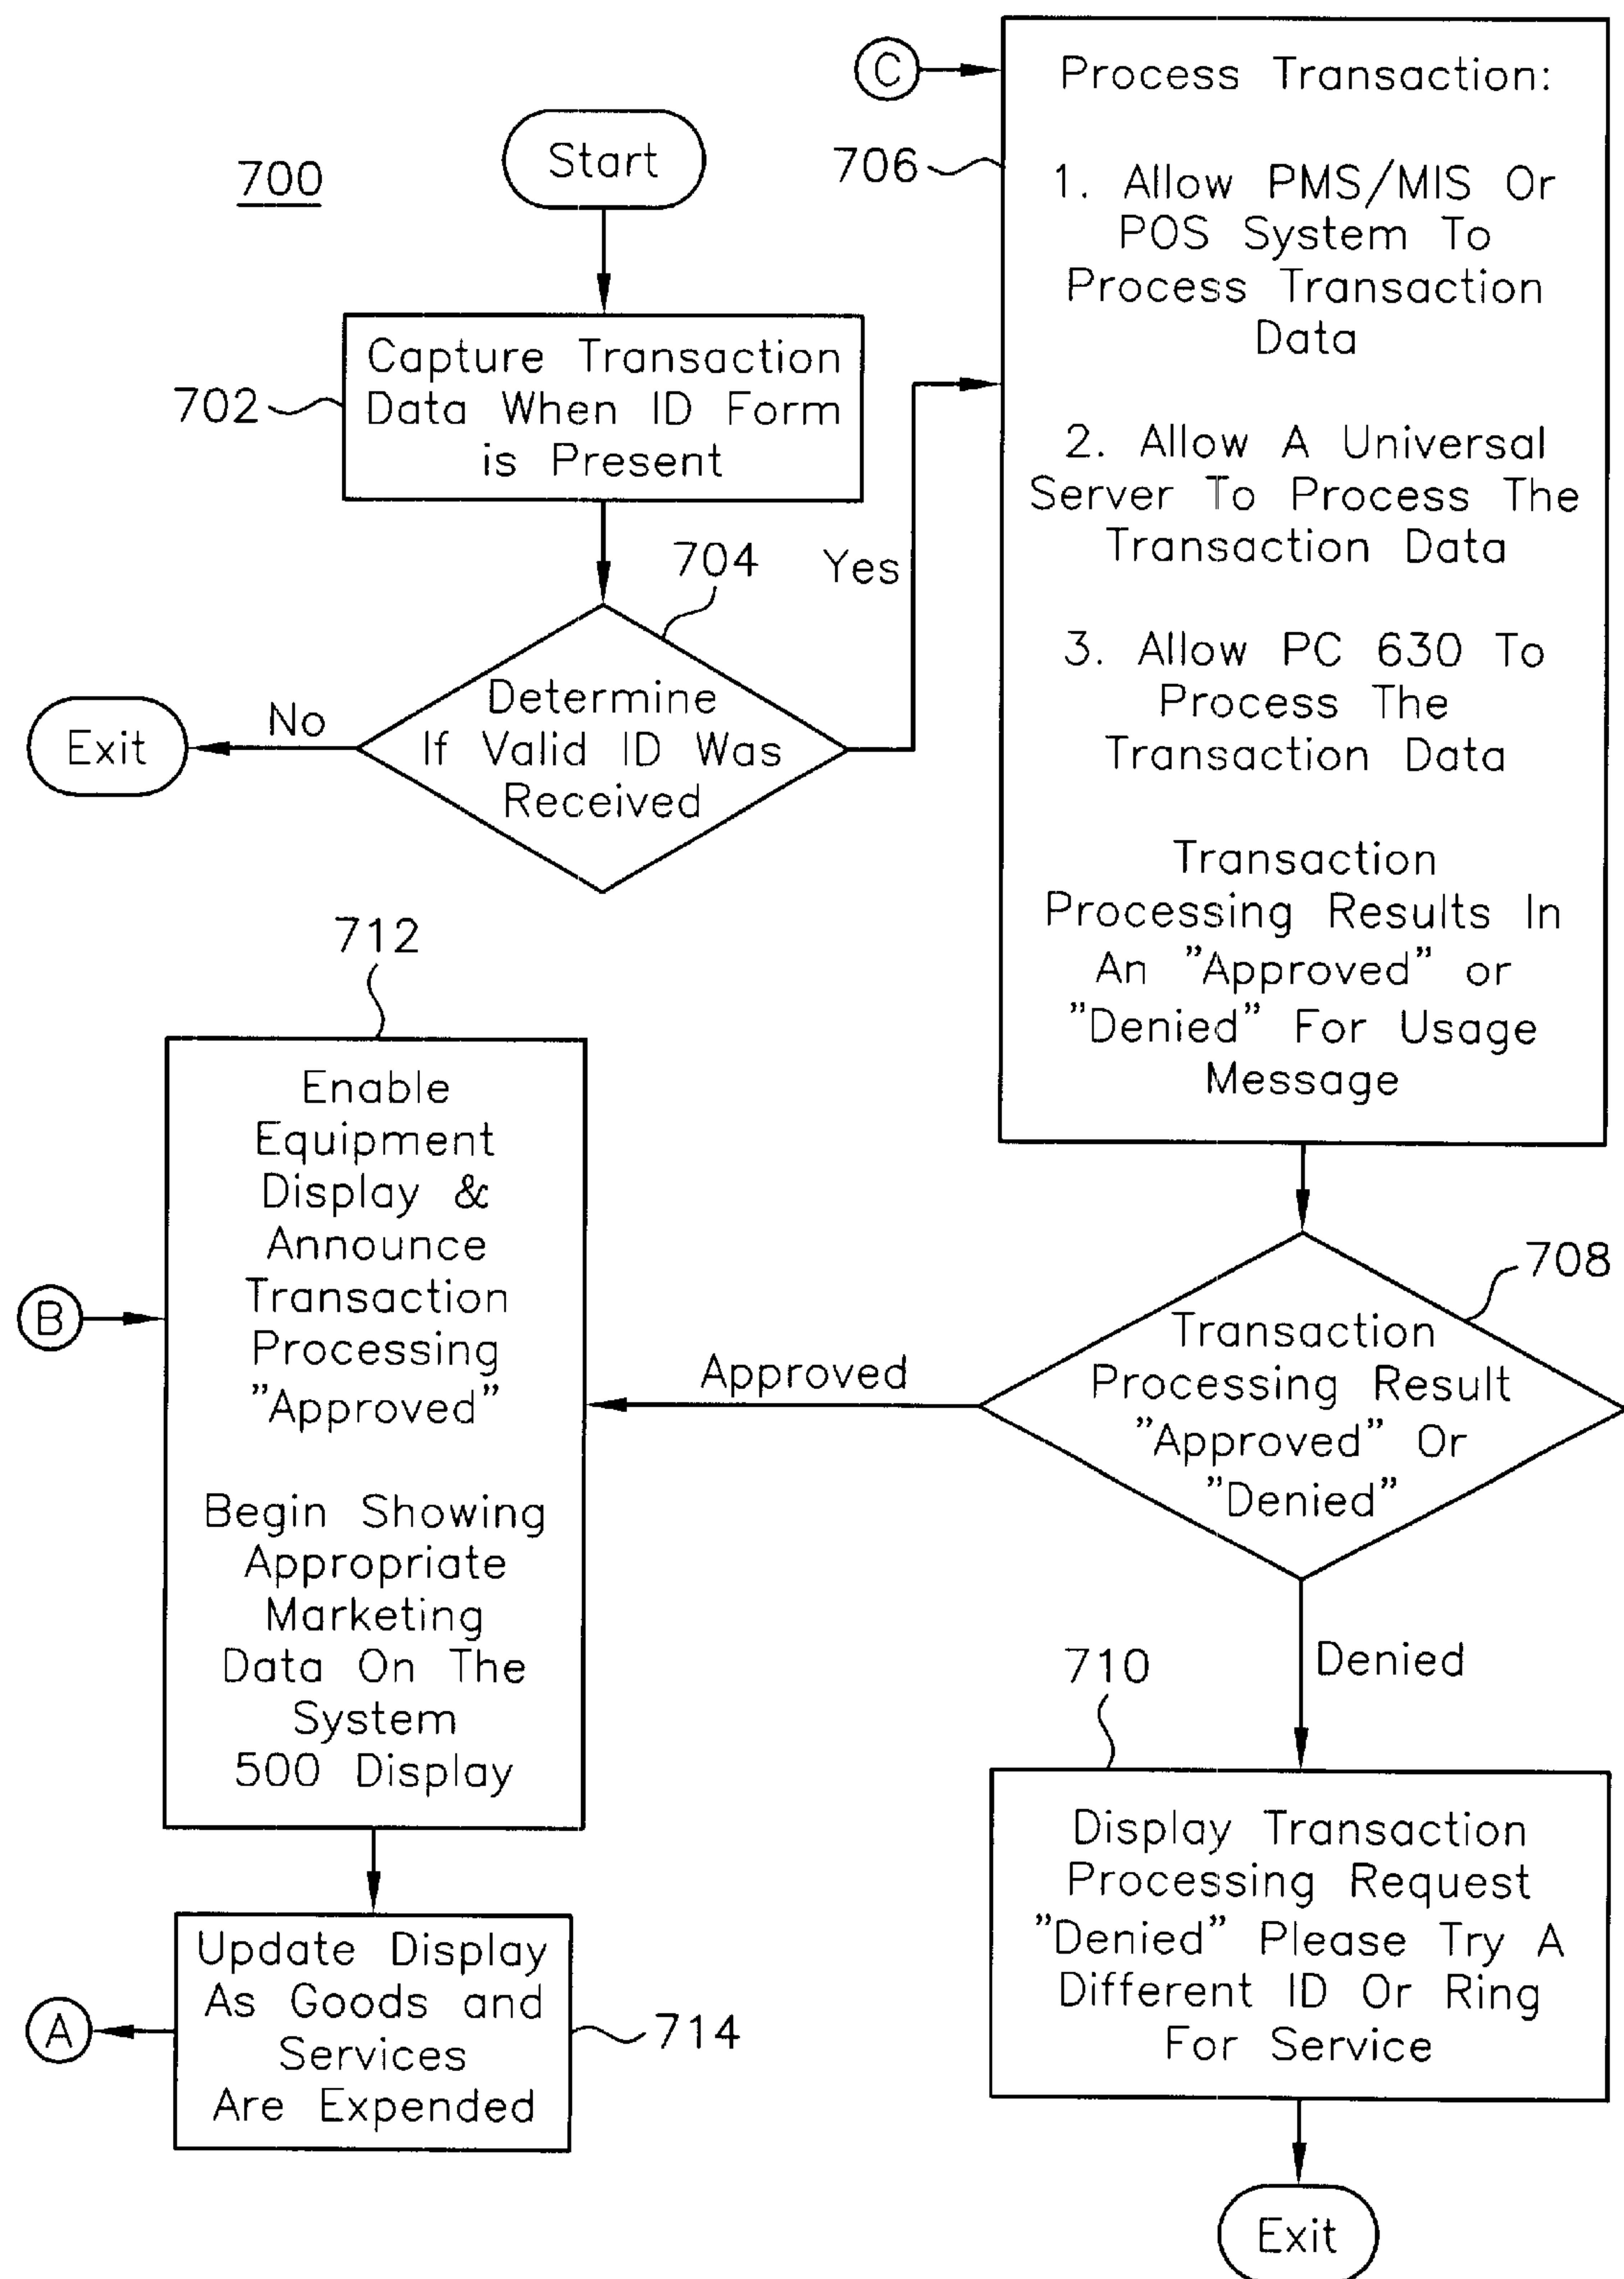 700
Start
702
Capture Transaction
Data When ID Form
is Present
704
Determine
If Valid ID Was
Received
No
Exit
Yes
C
706
Process Transaction:
1. Allow PMS/MIS Or
POS System To
Process Transaction
Data
2. Allow A Universal
Server To Process The
Transaction Data
3. Allow PC 630 To
Process The
Transaction Data
Transaction
Processing Results In
An "Approved" or
"Denied" For Usage
Message
708
Transaction
Processing Result
"Approved" Or
"Denied"
Approved
Denied
712
B
Enable
Equipment
Display &
Announce
Transaction
Processing
"Approved"
Begin Showing
Appropriate
Marketing
Data On The
System
500 Display
710
Display Transaction
Processing Request
"Denied" Please Try A
Different ID Or Ring
For Service
Exit
Update Display
As Goods and
Services
Are Expended
714
A